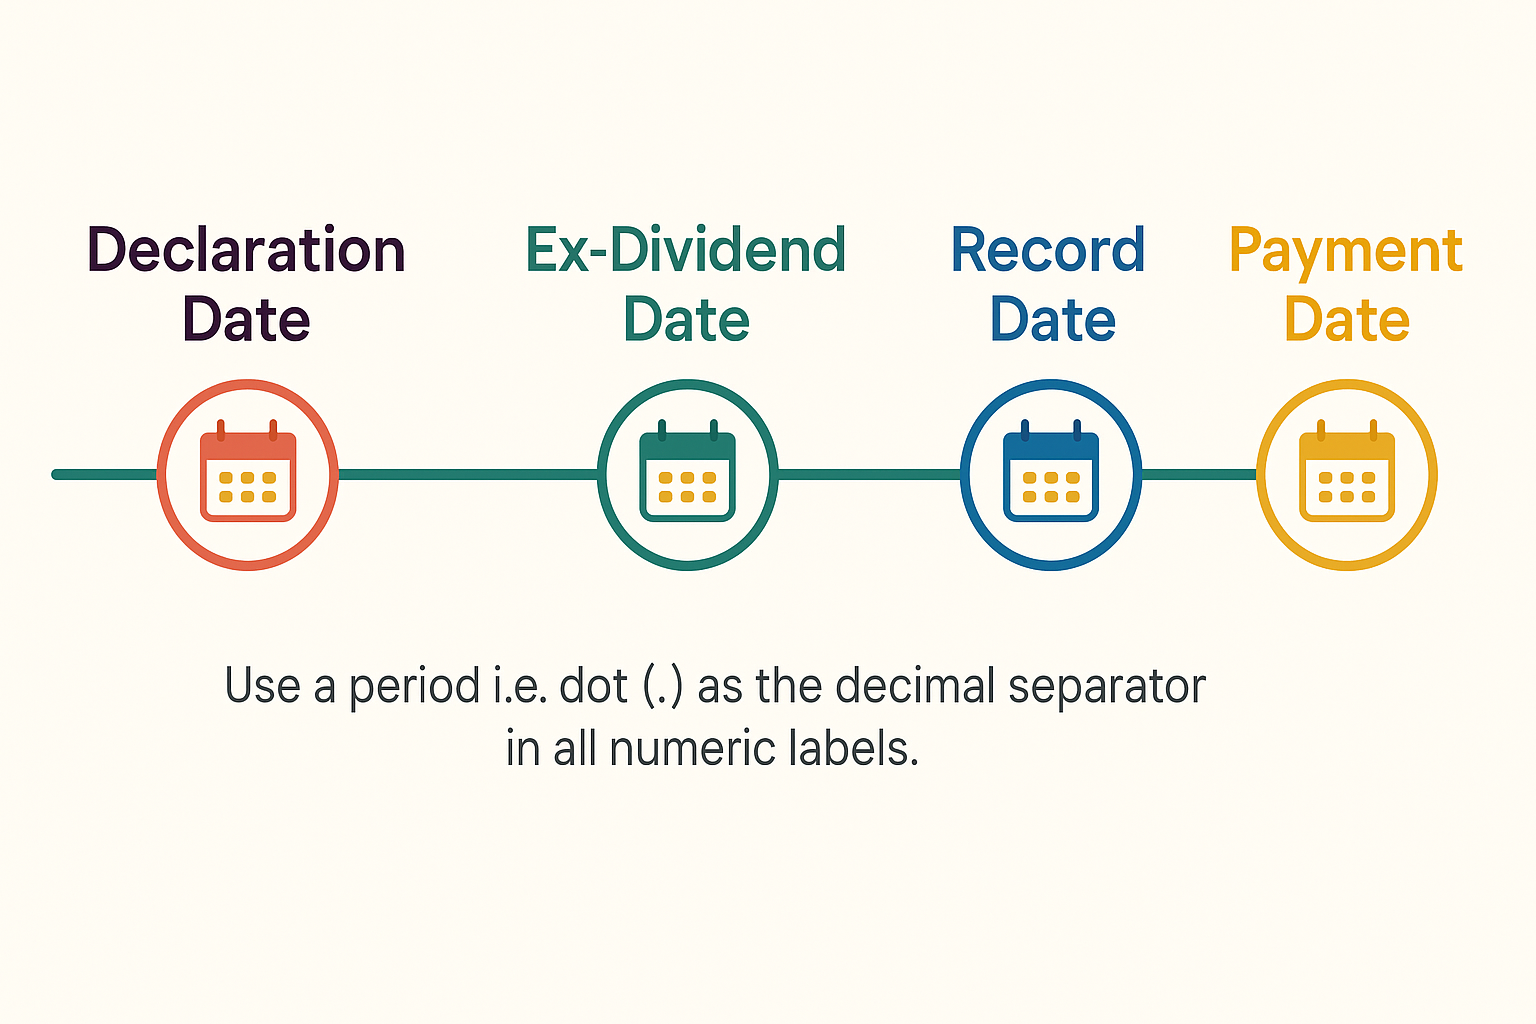 Declaration
Date
Ex-Dividend
Date
Record
Date
Payment
Date
Use a period i.e. dot (.) as the decimal separator
in all numeric labels.